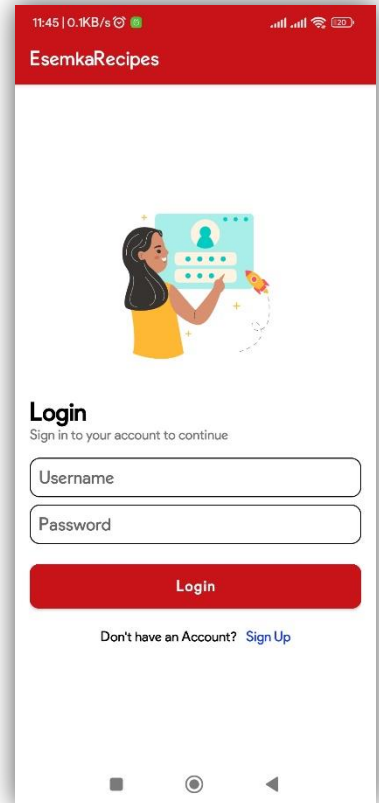 11:45 | 0.1KB/s
120
EsemkaRecipes
Login
Sign in to your account to continue
Username
Password
Login
Don't have an Account? Sign Up